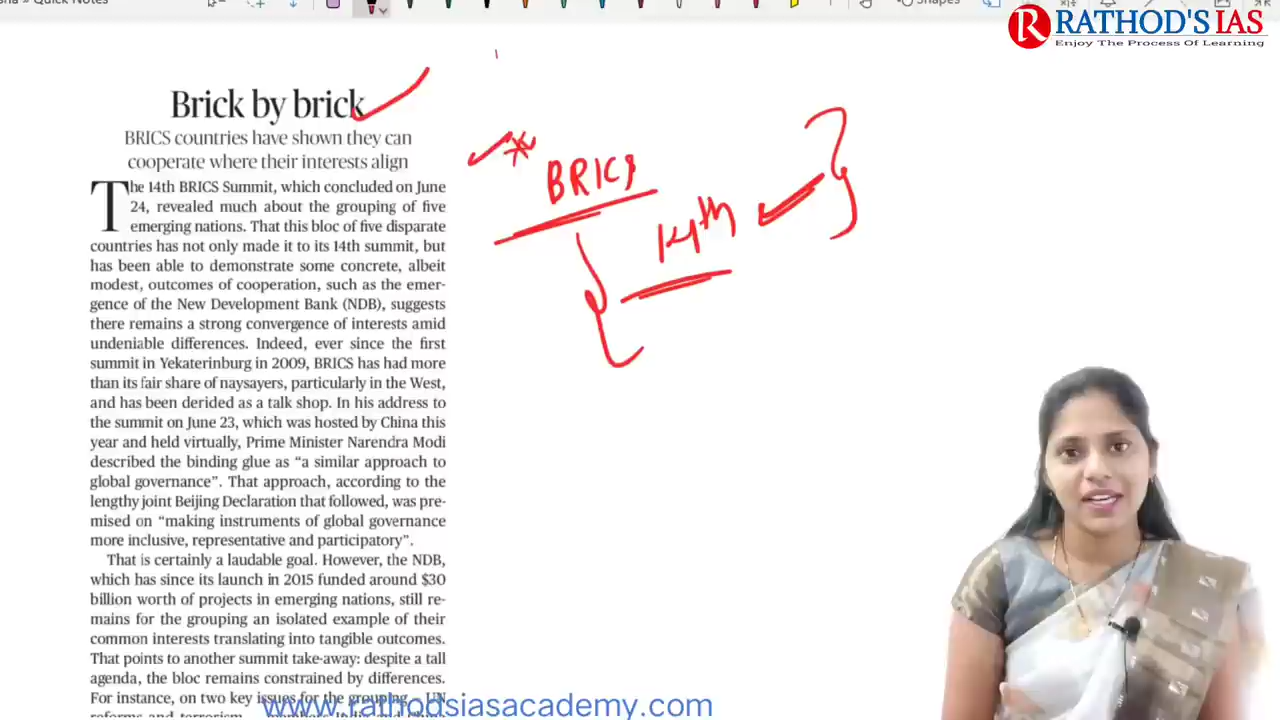 Quick Notes
Shapes
RATHOD'S IAS
Enjoy The Process Of Learning
Brick by brick
BRICS countries have shown they can
cooperate where their interests align
The 14th BRICS Summit, which concluded on June
24, revealed much about the grouping of five
emerging nations. That this bloc of five disparate
countries has not only made it to its 14th summit, but
has been able to demonstrate some concrete, albeit
modest, outcomes of cooperation, such as the emer-
gence of the New Development Bank (NDB), suggests
there remains a strong convergence of interests amid
undeniable differences. Indeed, ever since the first
summit in Yekaterinburg in 2009, BRICS has had more
than its fair share of naysayers, particularly in the West,
and has been derided as a talk shop. In his address to
the summit on June 23, which was hosted by China this
year and held virtually, Prime Minister Narendra Modi
described the binding glue as “a similar approach to
global governance”. That approach, according to the
lengthy joint Beijing Declaration that followed, was pre-
mised on “making instruments of global governance
more inclusive, representative and participatory”.
That is certainly a laudable goal. However, the NDB,
which has since its launch in 2015 funded around $30
billion worth of projects in emerging nations, still re-
mains for the grouping an isolated example of their
common interests translating into tangible outcomes.
That points to another summit take-away: despite a tall
agenda, the bloc remains constrained by differences.
For instance, on two key issues for the grouping UN
reforms and terrorism
BRICS
14th
www.rathodsiasacademy.com